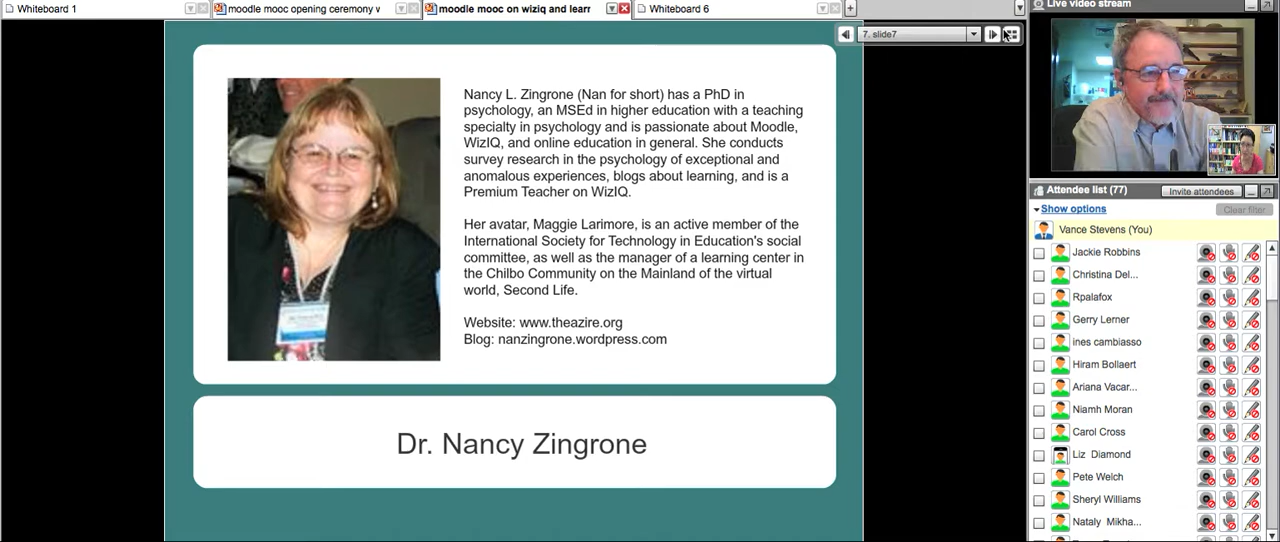 Whiteboard 1
moodle mooc opening ceremony v
moodle mooc on wiziq and learr
Whiteboard 6
Live video stream
7. slide7
Nancy L. Zingrone (Nan for short) has a PhD in
psychology, an MSEd in higher education with a teaching
specialty in psychology and is passionate about Moodle,
WizIQ, and online education in general. She conducts
survey research in the psychology of exceptional and
anomalous experiences, blogs about learning, and is a
Premium Teacher on WizIQ.
Her avatar, Maggie Larimore, is an active member of the
International Society for Technology in Education's social
committee, as well as the manager of a learning center in
the Chilbo Community on the Mainland of the virtual
world, Second Life.
Website: www.theazire.org
Blog: nanzingrone.wordpress.com
Dr. Nancy Zingrone
Attendee list (77)
Invite attendees
Show options
Clear filter
Vance Stevens (You)
Jackie Robbins
Christina Del...
Rpalafox
Gerry Lerner
ines cambiasso
Hiram Bollaert
Ariana Vacar...
Niamh Moran
Carol Cross
Liz Diamond
Pete Welch
Sheryl Williams
Nataly Mikha...